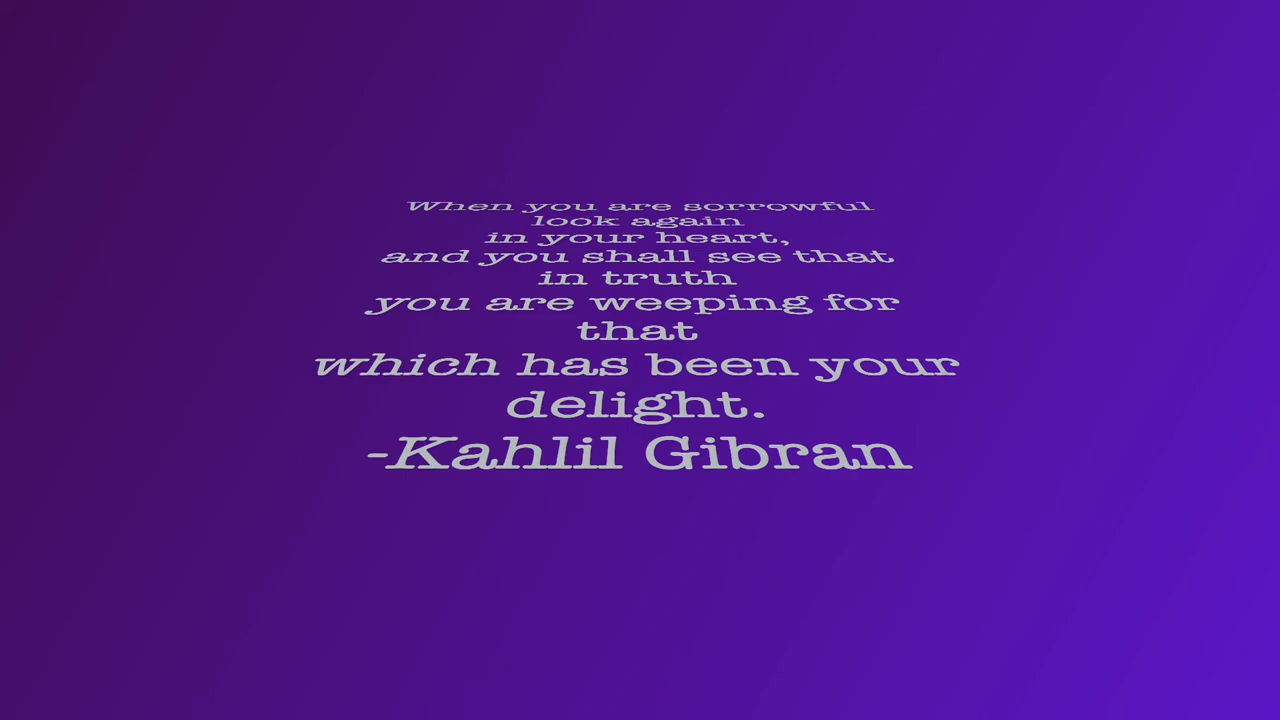 When you are sorrowful
look again
in your heart,
and you shall see that
in truth
you are weeping for
that
which has been your
delight.
-Kahlil Gibran